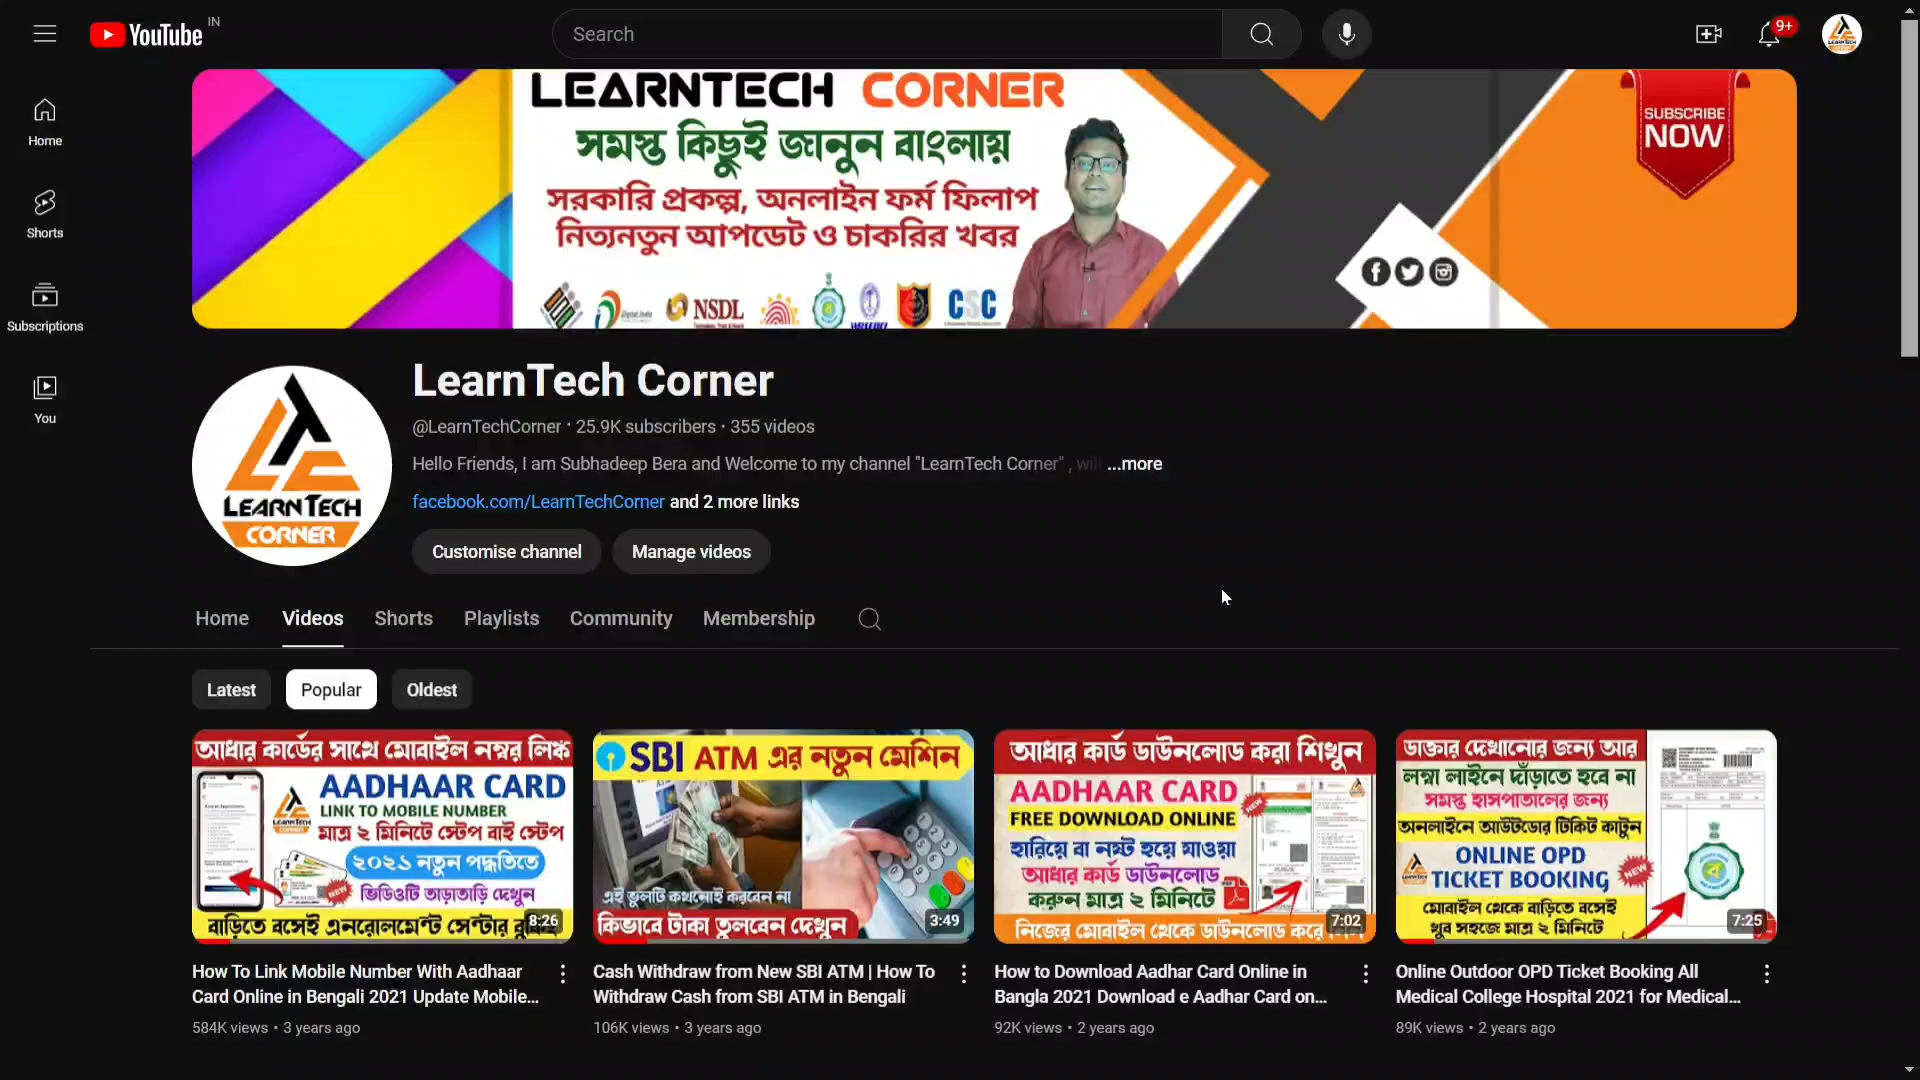 YouTube IN
Search
9+
Home
Shorts
Subscriptions
You
LEARNTECH CORNER
সমস্ত কিছুই জানুন বাংলায়
সরকারি প্রকল্প, অনলাইন ফর্ম ফিলাপ
নিত্যনতুন আপডেট ও চাকরির খবর
NSDL
CSC
SUBSCRIBE
NOW
LEARNTECH
CORNER
LearnTech Corner
@LearnTechCorner · 25.9K subscribers · 355 videos
Hello Friends, I am Subhadeep Bera and Welcome to my channel "LearnTech Corner" , will ...more
facebook.com/LearnTechCorner and 2 more links
Customise channel
Manage videos
Home
Videos
Shorts
Playlists
Community
Membership
Latest
Popular
Oldest
আধার কার্ডের সাথে মোবাইল নম্বর লিঙ্ক
AADHAAR CARD
LINK TO MOBILE NUMBER
মাত্র ২ মিনিটে স্টেপ বাই স্টেপ
২০২১ নতুন পদ্ধতিতে
ভিডিওটি তাড়াতাড়ি দেখুন
বাড়িতে বসেই এনরোলমেন্ট সেন্টার
8:26
How To Link Mobile Number With Aadhaar
Card Online in Bengali 2021 Update Mobile...
584K views • 3 years ago
SBI ATM এর নতুন মেশিন
এই ভুলটি কখনোই করবেন না
কিভাবে টাকা তুলবেন দেখুন
3:49
Cash Withdraw from New SBI ATM | How To
Withdraw Cash from SBI ATM in Bengali
106K views • 3 years ago
আধার কার্ড ডাউনলোড করা শিখুন
AADHAAR CARD
FREE DOWNLOAD ONLINE
হারিয়ে বা নষ্ট হয়ে যাওয়া
আধার কার্ড ডাউনলোড
করুন মাত্র ২ মিনিটে
নিজের মোবাইল থেকে ডাউনলোড করে
NEW
7:02
How to Download Aadhar Card Online in
Bangla 2021 Download e Aadhar Card on...
92K views • 2 years ago
ডাক্তার দেখানোর জন্য আর
লম্বা লাইনে দাঁড়াতে হবে না
সমস্ত হাসপাতালের জন্য
অনলাইনে আউটডোর টিকিট কাটুন
ONLINE OPD
TICKET BOOKING
NEW
মোবাইল থেকে বাড়িতে বসেই
খুব সহজে মাত্র ২ মিনিটে
7:25
Online Outdoor OPD Ticket Booking All
Medical College Hospital 2021 for Medical...
89K views • 2 years ago